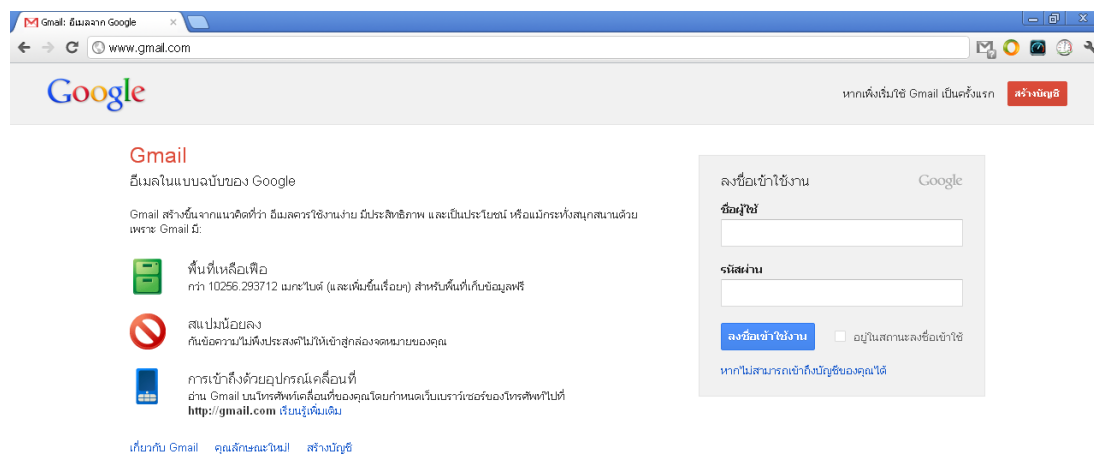 Gmail: อีเมลจาก Google
www.gmail.com
Google
หากเพิ่งเริ่มใช้ Gmail เป็นครั้งแรก
สร้างบัญชี
Gmail
อีเมลในแบบฉบับของ Google
Gmail สร้างขึ้นจากแนวคิดที่ว่า อีเมลควรใช้งานง่าย มีประสิทธิภาพ และเป็นประโยชน์ หรือแม้กระทั่งสนุกสนานด้วย
เพราะ Gmail มี:
พื้นที่เหลือเฟือ
กว่า 10256.293712 เมกะไบต์ (และเพิ่มขึ้นเรื่อยๆ) สำหรับพื้นที่เก็บข้อมูลฟรี
สแปมน้อยลง
กันข้อความไม่พึงประสงค์ไม่ให้เข้าสู่กล่องจดหมายของคุณ
การเข้าถึงด้วยอุปกรณ์เคลื่อนที่
อ่าน Gmail บนโทรศัพท์เคลื่อนที่ของคุณโดยกำหนดเว็บเบราว์เซอร์ของโทรศัพท์ไปที่
http://gmail.com เรียนรู้เพิ่มเติม
เกี่ยวกับ Gmail คุณลักษณะใหม่! สร้างบัญชี
ลงชื่อเข้าใช้งาน Google
ชื่อผู้ใช้
รหัสผ่าน
ลงชื่อเข้าใช้งาน อยู่ในสถานะลงชื่อเข้าใช้
หากไม่สามารถเข้าถึงบัญชีของคุณได้